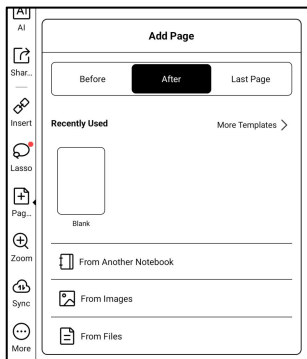 AI
AI
Shar...
Insert
Lasso
Pag...
Zoom
Sync
More
Add Page
Before After Last Page
Recently Used More Templates
Blank
From Another Notebook
From Images
From Files